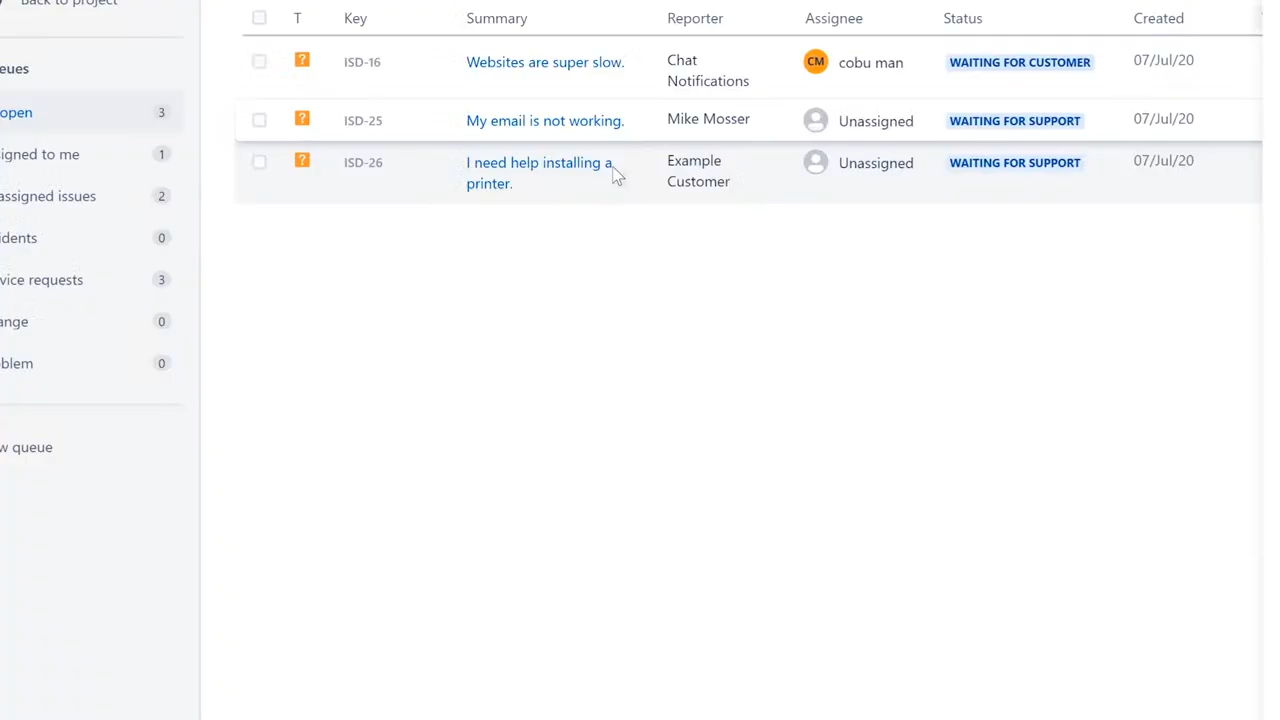 Back to project
eues
open 3
igned to me 1
assigned issues 2
idents 0
vice requests 3
ange 0
blem 0
w queue
T Key Summary Reporter Assignee Status Created
? ISD-16 Websites are super slow. Chat Notifications CM cobu man WAITING FOR CUSTOMER 07/Jul/20
? ISD-25 My email is not working. Mike Mosser Unassigned WAITING FOR SUPPORT 07/Jul/20
? ISD-26 I need help installing a printer. Example Customer Unassigned WAITING FOR SUPPORT 07/Jul/20